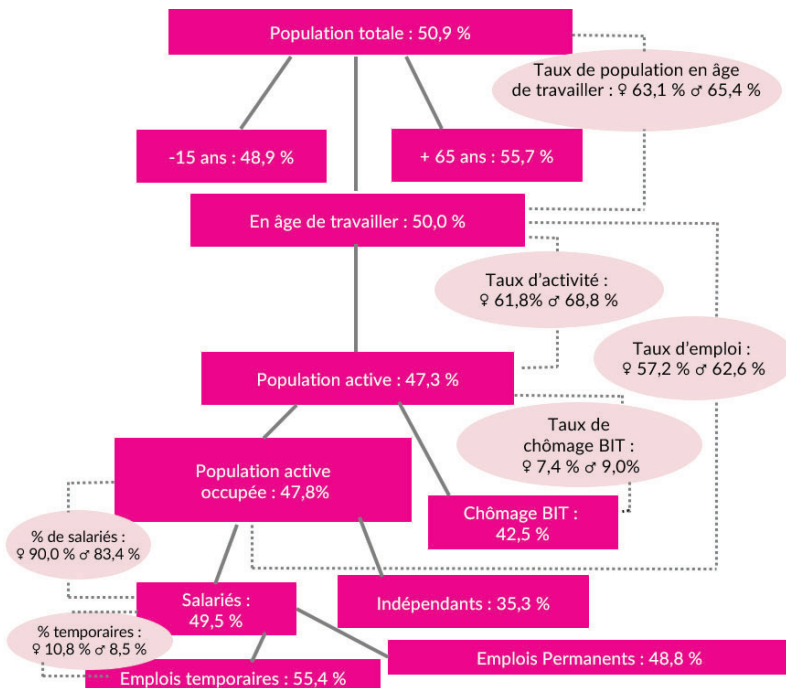 Population totale : 50,9 %
Taux de population en âge
de travailler : ♀ 63,1 % ♂ 65,4 %
-15 ans : 48,9 %
+ 65 ans : 55,7 %
En âge de travailler : 50,0 %
Taux d’activité :
♀ 61,8% ♂ 68,8 %
Taux d’emploi :
♀ 57,2 % ♂ 62,6 %
Population active : 47,3 %
Taux de
chômage BIT :
♀ 7,4 % ♂ 9,0%
Population active
occupée : 47,8%
Chômage BIT :
42,5 %
% de salariés :
♀ 90,0 % ♂ 83,4 %
Salariés :
49,5 %
Indépendants : 35,3 %
% temporaires :
♀ 10,8 % ♂ 8,5 %
Emplois Permanents : 48,8 %
Emplois temporaires : 55,4 %